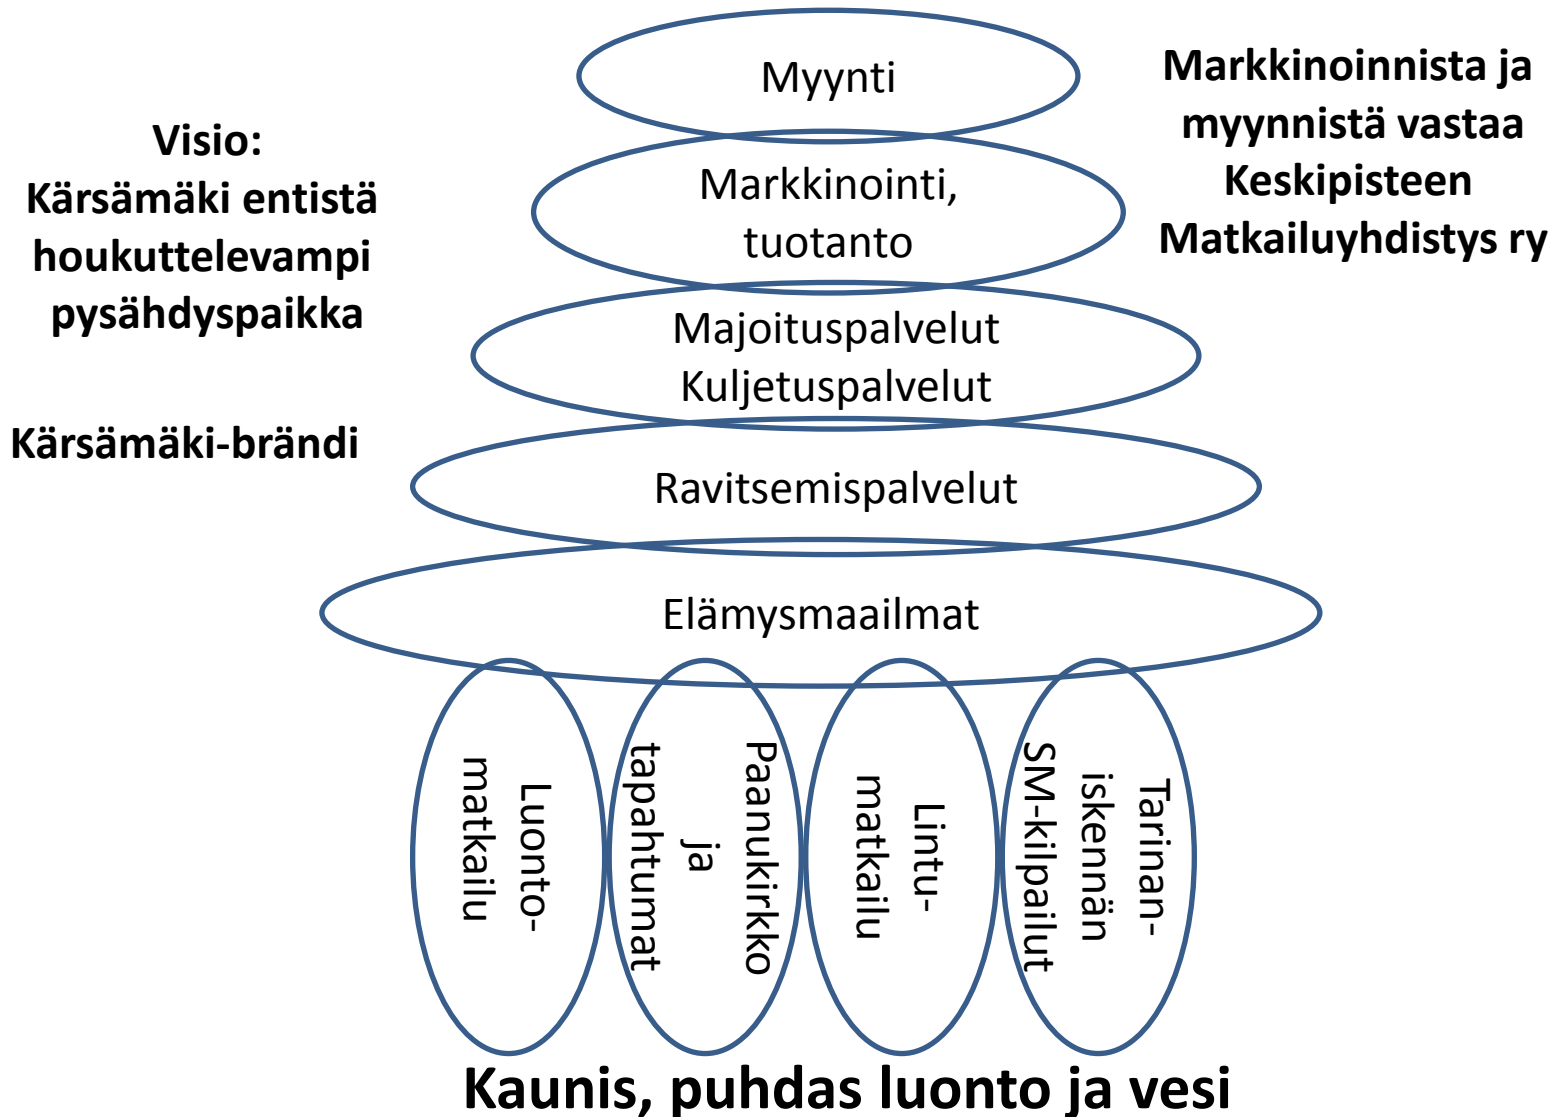 Myynti
Markkinointi,
tuotanto
Majoituspalvelut
Kuljetuspalvelut
Ravitsemispalvelut
Elämysmaailmat
Visio:
Kärsämäki entistä
houkuttelevampi
pysähdyspaikka
Kärsämäki-brändi
Markkinoinnista ja
myynnistä vastaa
Keskipisteen
Matkailuyhdistys ry
Luonto-
matkailu
Paanukirkko
ja
tapahtumat
Lintu-
matkailu
Tarinan-
iskennän
SM-kilpailut
Kaunis, puhdas luonto ja vesi